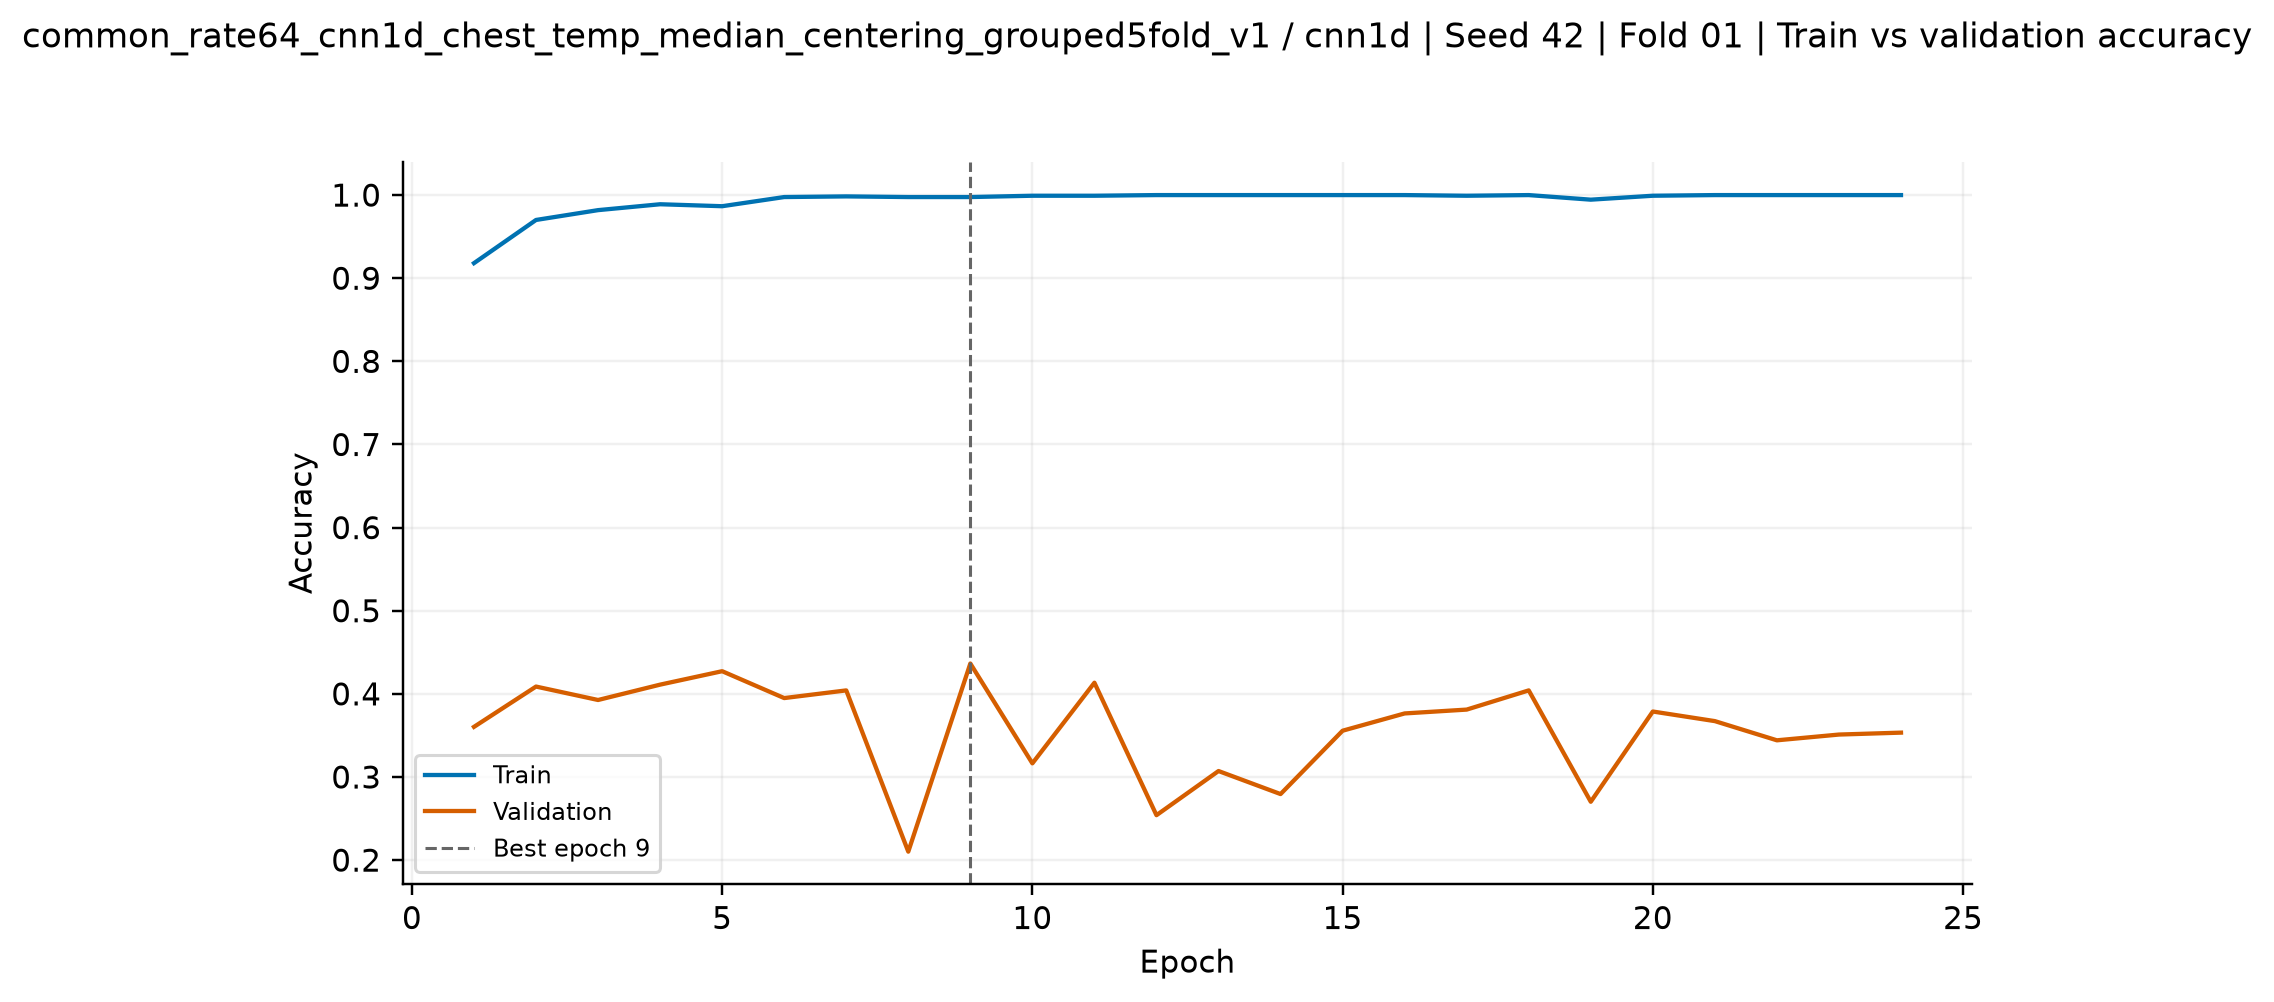 common_rate64_cnn1d_chest_temp_median_centering_grouped5fold_v1 / cnn1d | Seed 42 | Fold 01 | Train vs validation accuracy
1.0
0.9
0.8
0.7
0.6
0.5
0.4
0.3
0.2
Accuracy
Train
Validation
Best epoch 9
0 5 10 15 20 25
Epoch